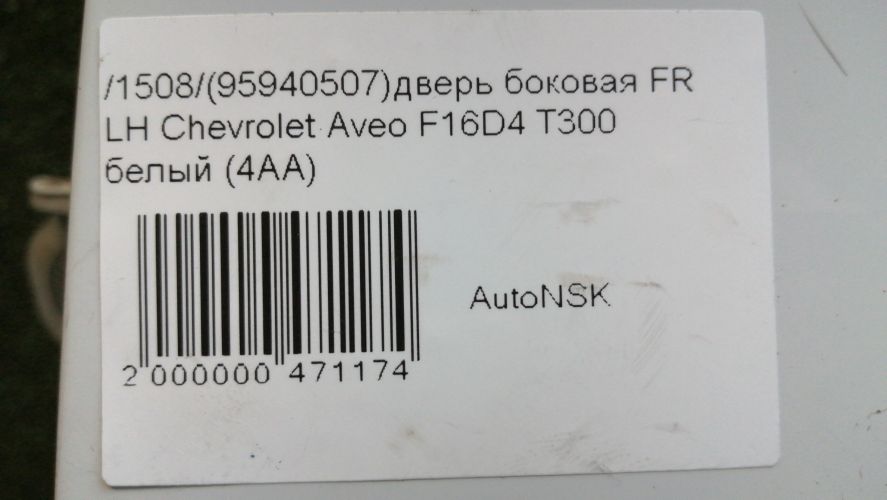 /1508/(95940507)дверь боковая FR
LH Chevrolet Aveo F16D4 T300
белый (4AA)
AutoNSK
2 000000 471174